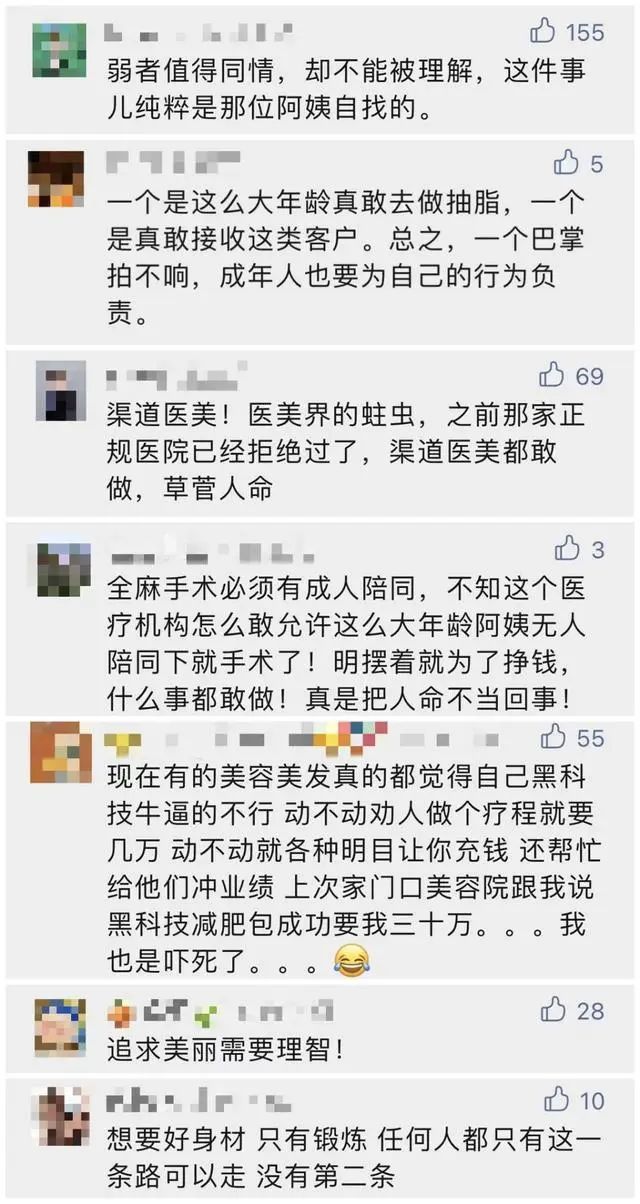 155
弱者值得同情，却不能被理解，这件事
儿纯粹是那位阿姨自找的。
5
一个是这么大年龄真敢去做抽脂，一个
是真敢接收这类客户。总之，一个巴掌
拍不响，成年人也要为自己的行为负
责。
69
渠道医美！医美界的蛀虫，之前那家正
规医院已经拒绝过了，渠道医美都敢
做，草菅人命
3
全麻手术必须有成人陪同，不知这个医
疗机构怎么敢允许这么大年龄阿姨无人
陪同下就手术了！明摆着就为了挣钱，
什么事都敢做！真是把人命不当回事！
55
现在有的美容美发真的都觉得自己黑科
技牛逼的不行 动不动劝人做个疗程就要
几万 动不动就各种明目让你充钱 还帮忙
给他们冲业绩 上次家门口美容院跟我说
黑科技减肥包成功要我三十万。。。我
也是吓死了。。。😂
28
追求美丽需要理智！
10
想要好身材 只有锻炼 任何人都只有这一
条路可以走 没有第二条